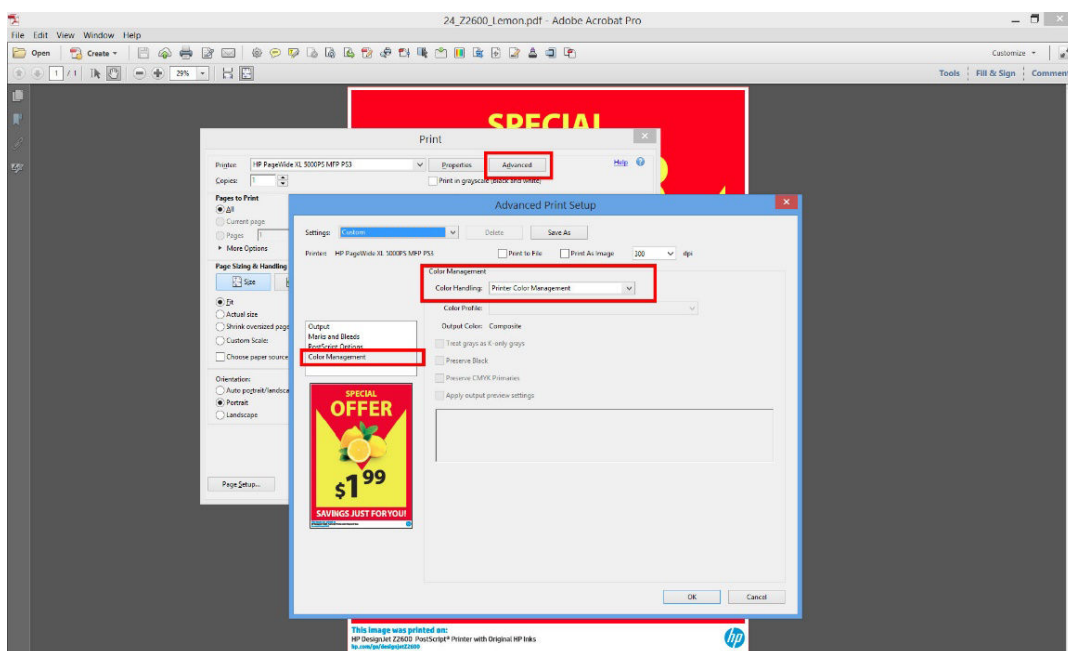 24_Z2600_Lemon.pdf - Adobe Acrobat Pro
File Edit View Window Help
Open Create Customize
1 / 1 29% Tools Fill & Sign Comment
SPECIAL
Print
Printer: HP PageWide XL 5000PS MFP PS3 Properties Advanced Help
Copies: 1 Print in grayscale (black and white)
Pages to Print
All
Current page
Pages 1
More Options
Page Sizing & Handling
Size
Fit
Actual size
Shrink oversized page
Custom Scale:
Choose paper source
Orientation:
Auto portrait/landsca
Portrait
Landscape
Page Setup...
Advanced Print Setup
Settings: Custom Delete Save As
Printer: HP PageWide XL 5000PS MFP PS3 Print to File Print As Image 300 dpi
Output
Marks and Bleeds
PostScript Options
Color Management
Color Management
Color Handling: Printer Color Management
Color Profile:
Output Color: Composite
Treat grays as K-only grays
Preserve Black
Preserve CMYK Primaries
Apply output preview settings
SPECIAL
OFFER
$1 99
SAVINGS JUST FOR YOU!
OK Cancel
This image was printed on:
HP DesignJet Z2600 PostScript® Printer with Original HP Inks
hp.com/go/designjetZ2600
hp